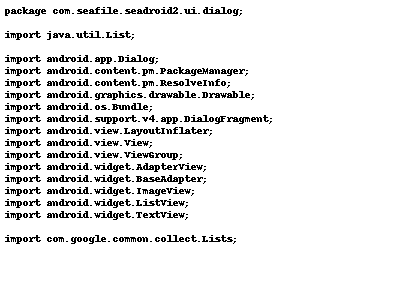 package com.seafile.seadroid2.ui.dialog;
import java.util.List;
import android.app.Dialog;
import android.content.pm.PackageManager;
import android.content.pm.ResolveInfo;
import android.graphics.drawable.Drawable;
import android.os.Bundle;
import android.support.v4.app.DialogFragment;
import android.view.LayoutInflater;
import android.view.View;
import android.view.ViewGroup;
import android.widget.AdapterView;
import android.widget.BaseAdapter;
import android.widget.ImageView;
import android.widget.ListView;
import android.widget.TextView;
import com.google.common.collect.Lists;